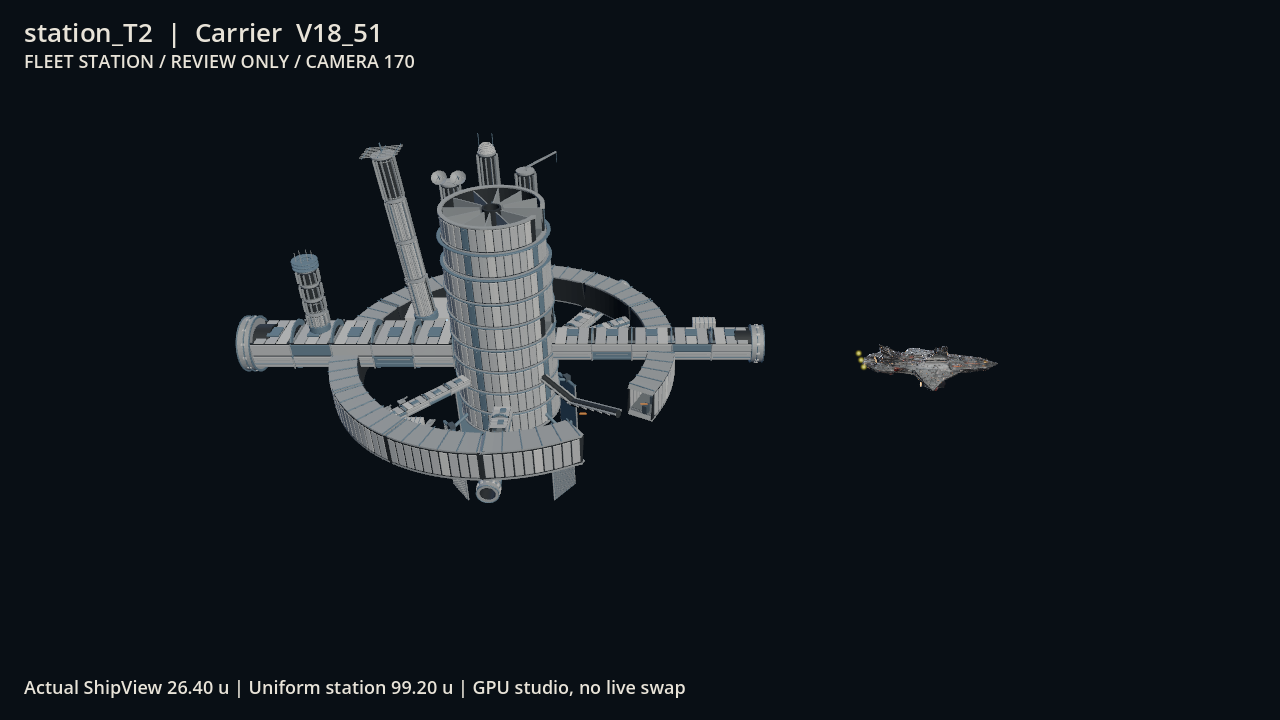 station_T2 | Carrier V18_51
FLEET STATION / REVIEW ONLY / CAMERA 170
Actual ShipView 26.40 u | Uniform station 99.20 u | GPU studio, no live swap